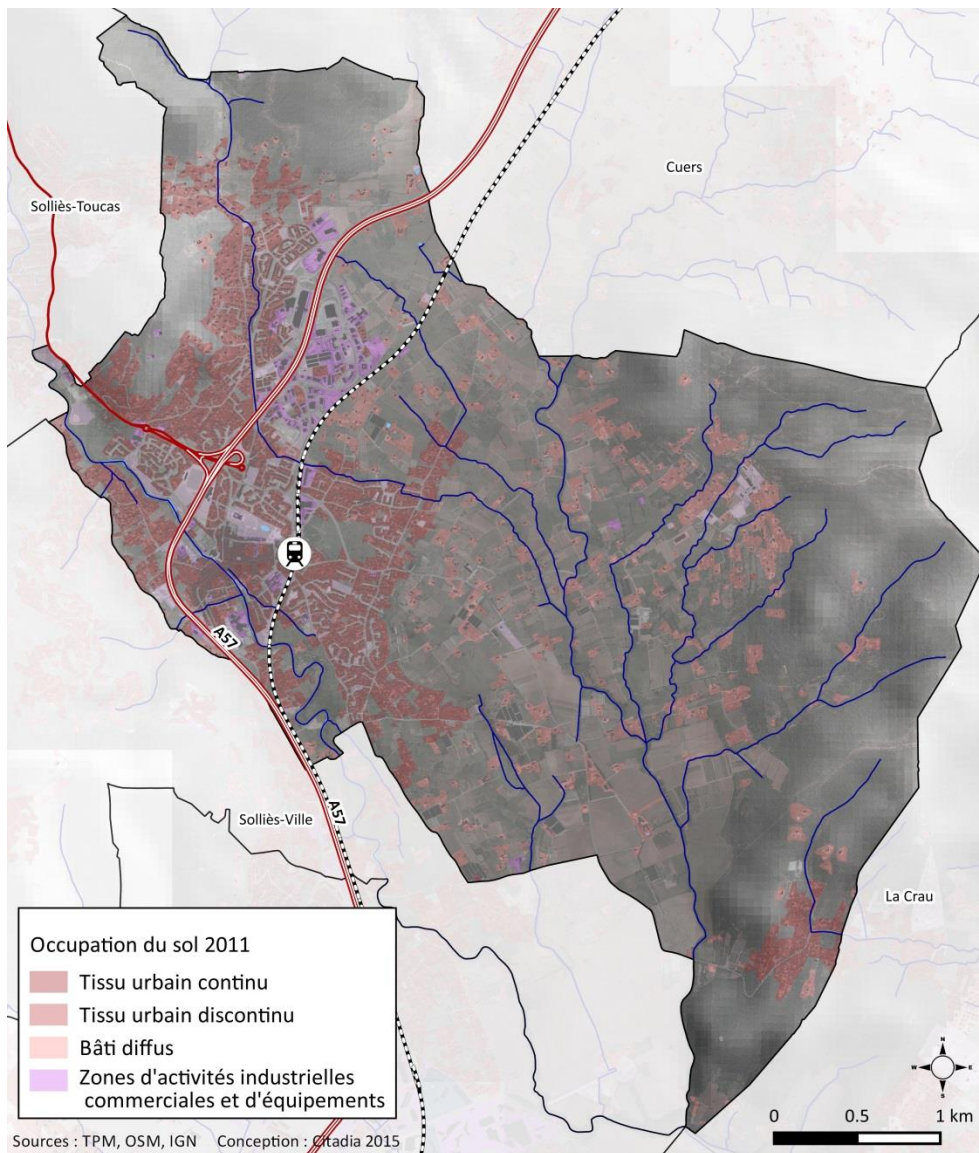 Cuers
Solliès-Toucas
A57
A57
Solliès-Ville
La Crau
Occupation du sol 2011
Tissu urbain continu
Tissu urbain discontinu
Bâti diffus
Zones d'activités industrielles
commerciales et d'équipements
N
W E
S
0 0.5 1 km
Sources : TPM, OSM, IGN Conception : Citadia 2015